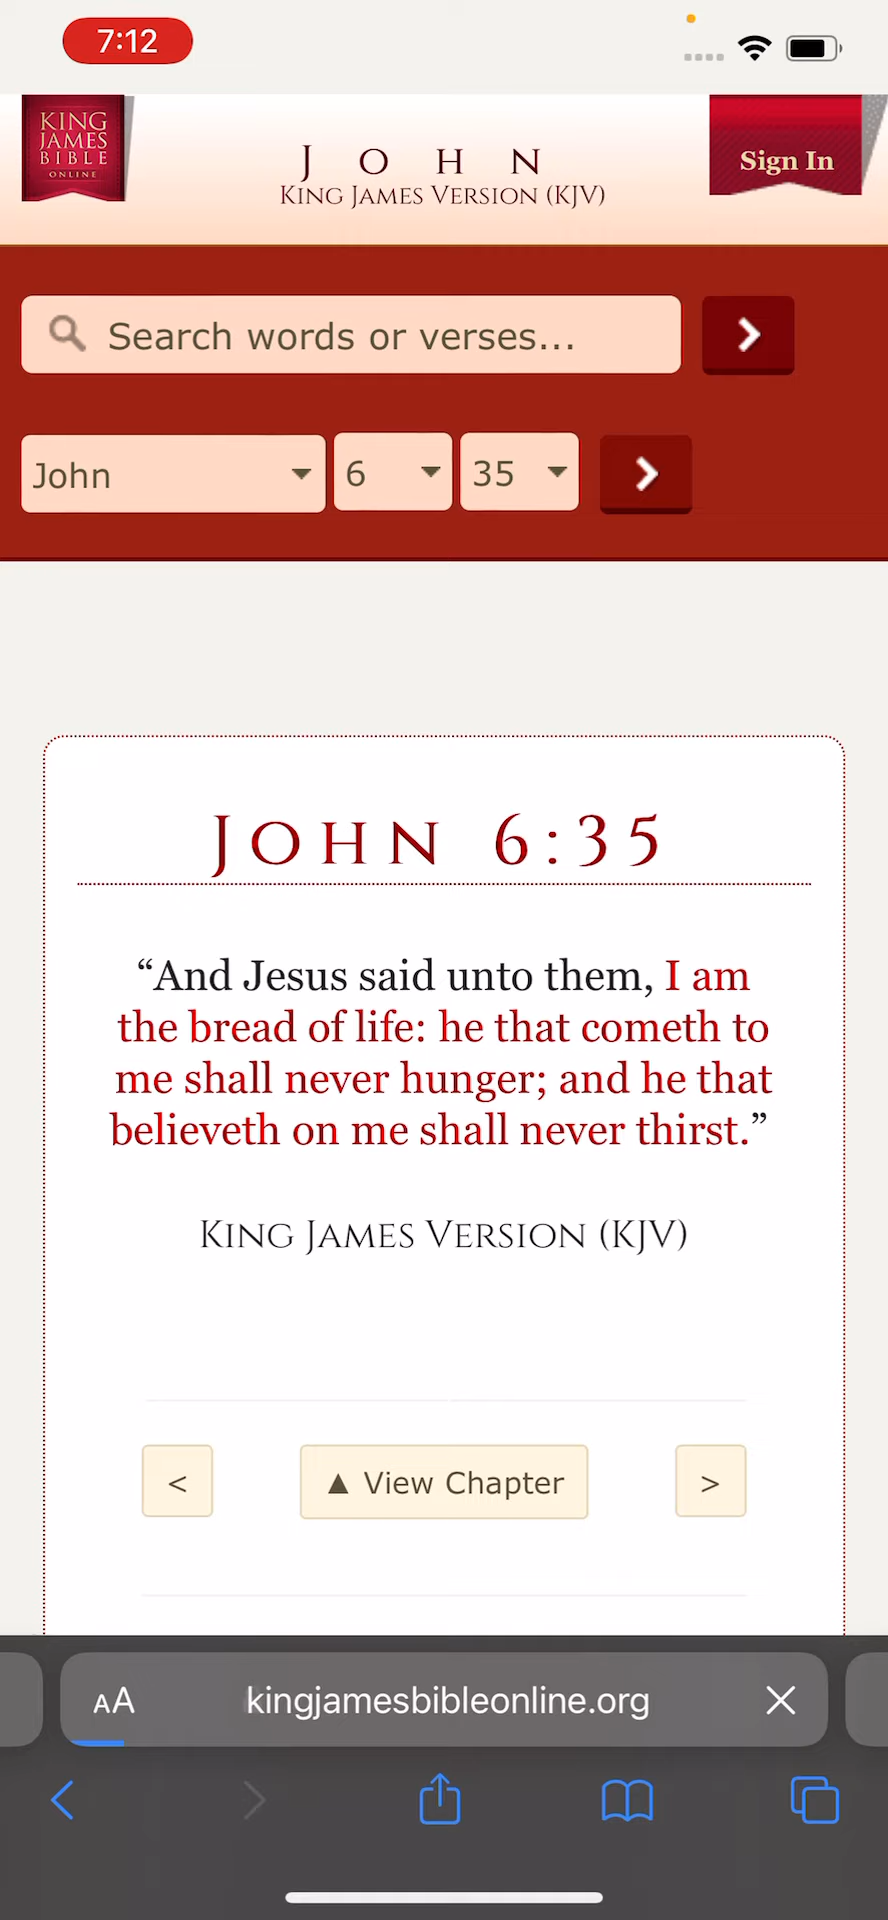 7:12
KING
JAMES
BIBLE
ONLINE
JOHN
KING JAMES VERSION (KJV)
Sign In
Search words or verses...
John
6
35
JOHN 6:35
“And Jesus said unto them, I am
the bread of life: he that cometh to
me shall never hunger; and he that
believeth on me shall never thirst.”
KING JAMES VERSION (KJV)
<
▲ View Chapter
>
AA
kingjamesbibleonline.org